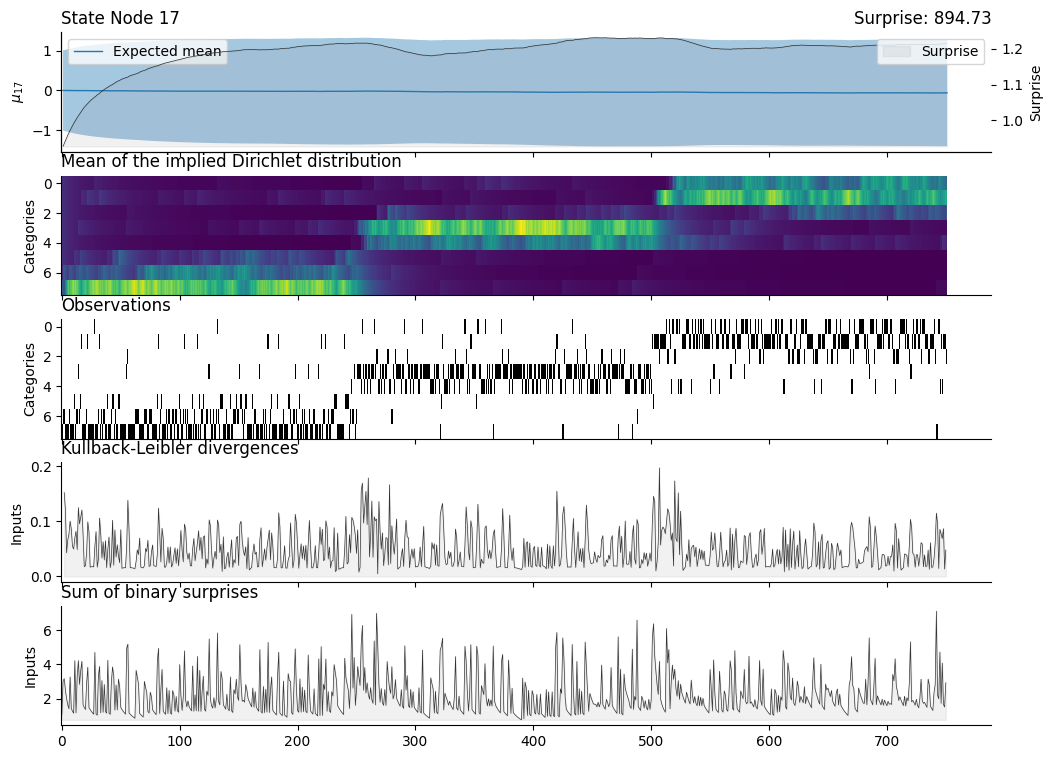 State Node 17
Surprise: 894.73
Expected mean
Surprise
1
0
−1
μ17
1.2
1.1
1.0
Surprise
Mean of the implied Dirichlet distribution
0
2
4
6
Categories
Observations
0
2
4
6
Categories
Kullback-Leibler divergences
0.2
0.1
0.0
Inputs
Sum of binary surprises
6
4
2
Inputs
0 100 200 300 400 500 600 700